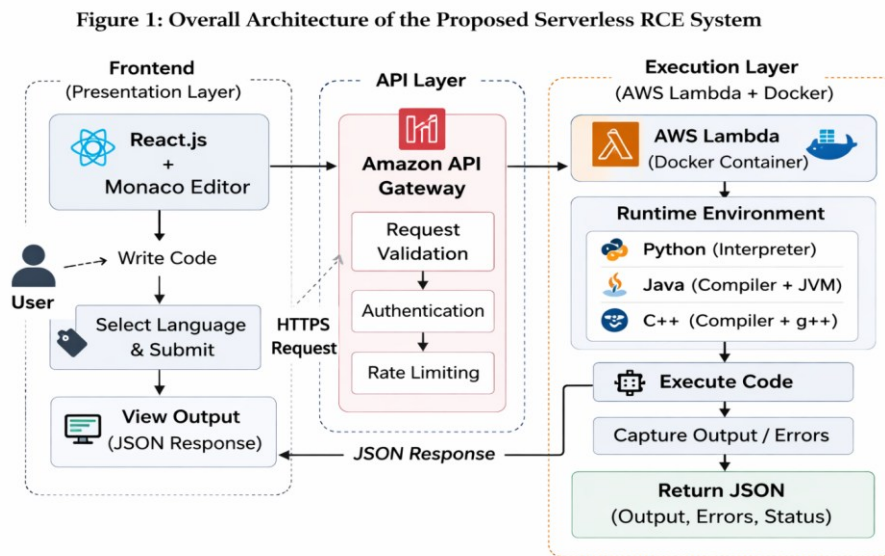 Figure 1: Overall Architecture of the Proposed Serverless RCE System
Frontend
(Presentation Layer)
React.js
+
Monaco Editor
Write Code
User
Select Language
& Submit
View Output
(JSON Response)
HTTPS
Request
API Layer
Amazon API
Gateway
Request
Validation
Authentication
Rate Limiting
JSON Response
Execution Layer
(AWS Lambda + Docker)
AWS Lambda
(Docker Container)
Runtime Environment
Python (Interpreter)
Java (Compiler + JVM)
C++ (Compiler + g++)
Execute Code
Capture Output / Errors
Return JSON
(Output, Errors, Status)